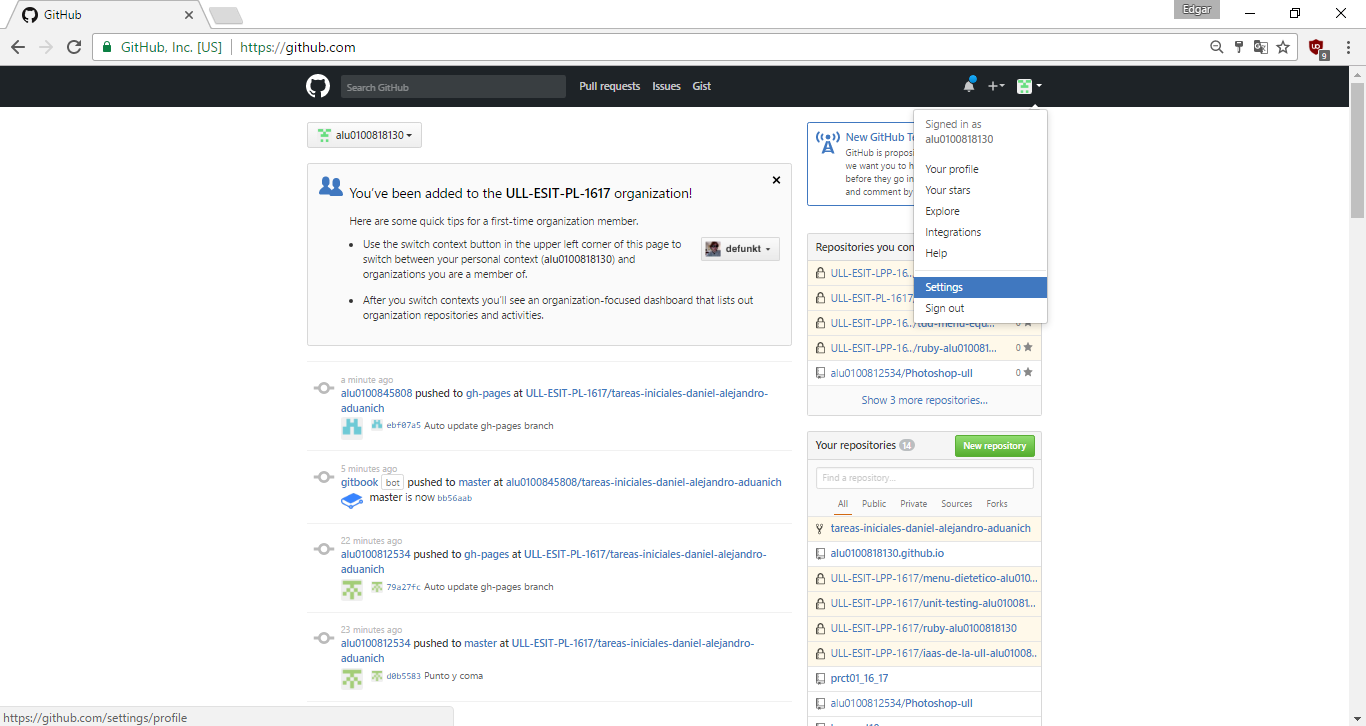 GitHub
Edgar
GitHub, Inc. [US]
https://github.com
9
Search GitHub
Pull requests
Issues
Gist
alu0100818130
You've been added to the ULL-ESIT-PL-1617 organization!
Here are some quick tips for a first-time organization member.
Use the switch context button in the upper left corner of this page to
switch between your personal context (alu0100818130) and
organizations you are a member of.
defunkt
After you switch contexts you'll see an organization-focused dashboard that lists out
organization repositories and activities.
a minute ago
alu0100845808 pushed to gh-pages at ULL-ESIT-PL-1617/tareas-iniciales-daniel-alejandro-
aduanich
ebf07a5 Auto update gh-pages branch
5 minutes ago
gitbook bot pushed to master at alu0100845808/tareas-iniciales-daniel-alejandro-aduanich
master is now bb56aab
22 minutes ago
alu0100812534 pushed to gh-pages at ULL-ESIT-PL-1617/tareas-iniciales-daniel-alejandro-
aduanich
79a27fc Auto update gh-pages branch
23 minutes ago
alu0100812534 pushed to master at ULL-ESIT-PL-1617/tareas-iniciales-daniel-alejandro-
aduanich
d0b5583 Punto y coma
New GitHub
GitHub is
we want you to
before they go
and comment by
Signed in as
alu0100818130
Your profile
Your stars
Explore
Integrations
Help
Settings
Sign out
Repositories you
ULL-ESIT-LPP-16..
ULL-ESIT-PL-1617/
ULL-ESIT-LPP-16../tdd-menu-equ... 0
ULL-ESIT-LPP-16../ruby-alu010081... 0
alu0100812534/Photoshop-ull 0
Show 3 more repositories...
Your repositories 14
New repository
Find a repository...
All Public Private Sources Forks
tareas-iniciales-daniel-alejandro-aduanich
alu0100818130.github.io
ULL-ESIT-LPP-1617/menu-dietetico-alu010...
ULL-ESIT-LPP-1617/unit-testing-alu010081...
ULL-ESIT-LPP-1617/ruby-alu0100818130
ULL-ESIT-LPP-1617/iaas-de-la-ull-alu01008..
prct01_16_17
alu0100812534/Photoshop-ull
https://github.com/settings/profile